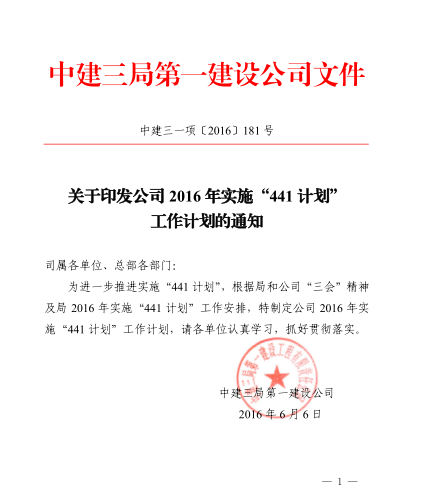 中建三局第一建设公司文件
中建三一项〔2016〕181 号
关于印发公司 2016 年实施“441 计划”
工作计划的通知
司属各单位、总部各部门：
为进一步推进实施“441 计划”，根据局和公司“三会”精神
及局 2016 年实施“441 计划”工作安排，特制定公司 2016 年实
施“441 计划”工作计划，请各单位认真学习，抓好贯彻落实。
中建三局第一建设公司
2016 年 6 月 6 日
— 1 —